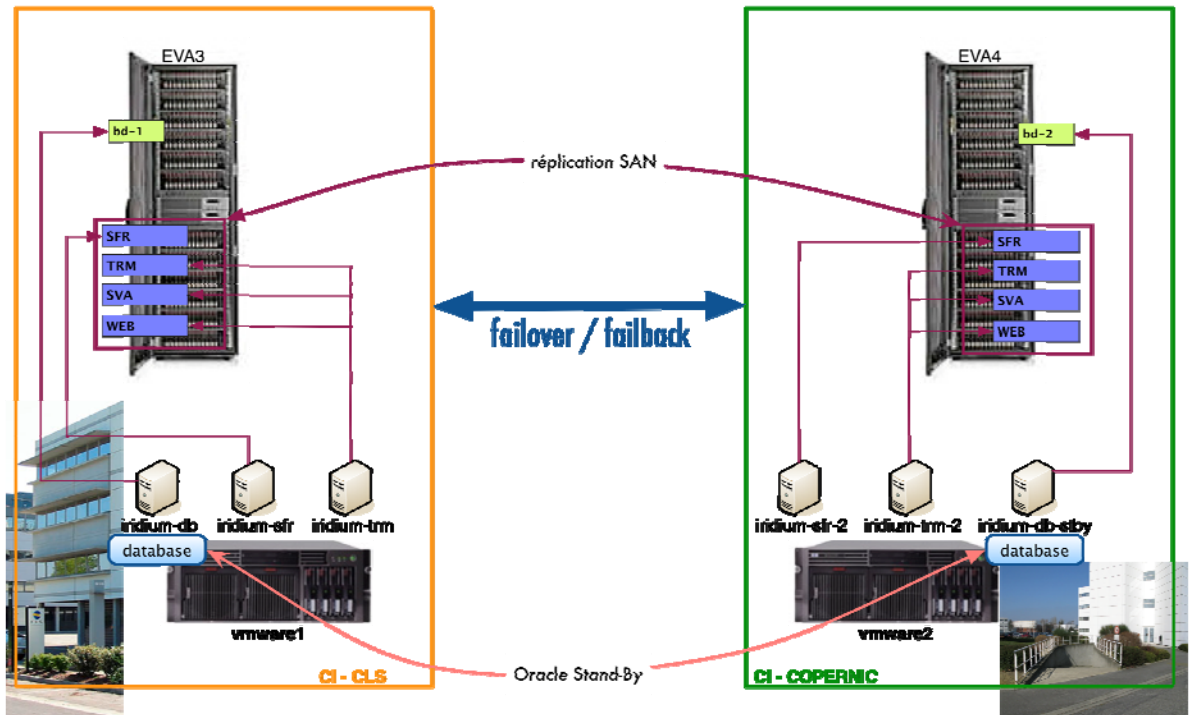 EVA3
EVA4
bd-1
bd-2
réplication SAN
SFR
TRM
SVA
WEB
SFR
TRM
SVA
WEB
failover / failback
iridium-db
iridium-sfr
iridium-trm
iridium-sfr-2
iridium-trm-2
iridium-db-stby
database
database
vmware1
vmware2
Oracle Stand-By
CI - CLS
CI - COPERNIC